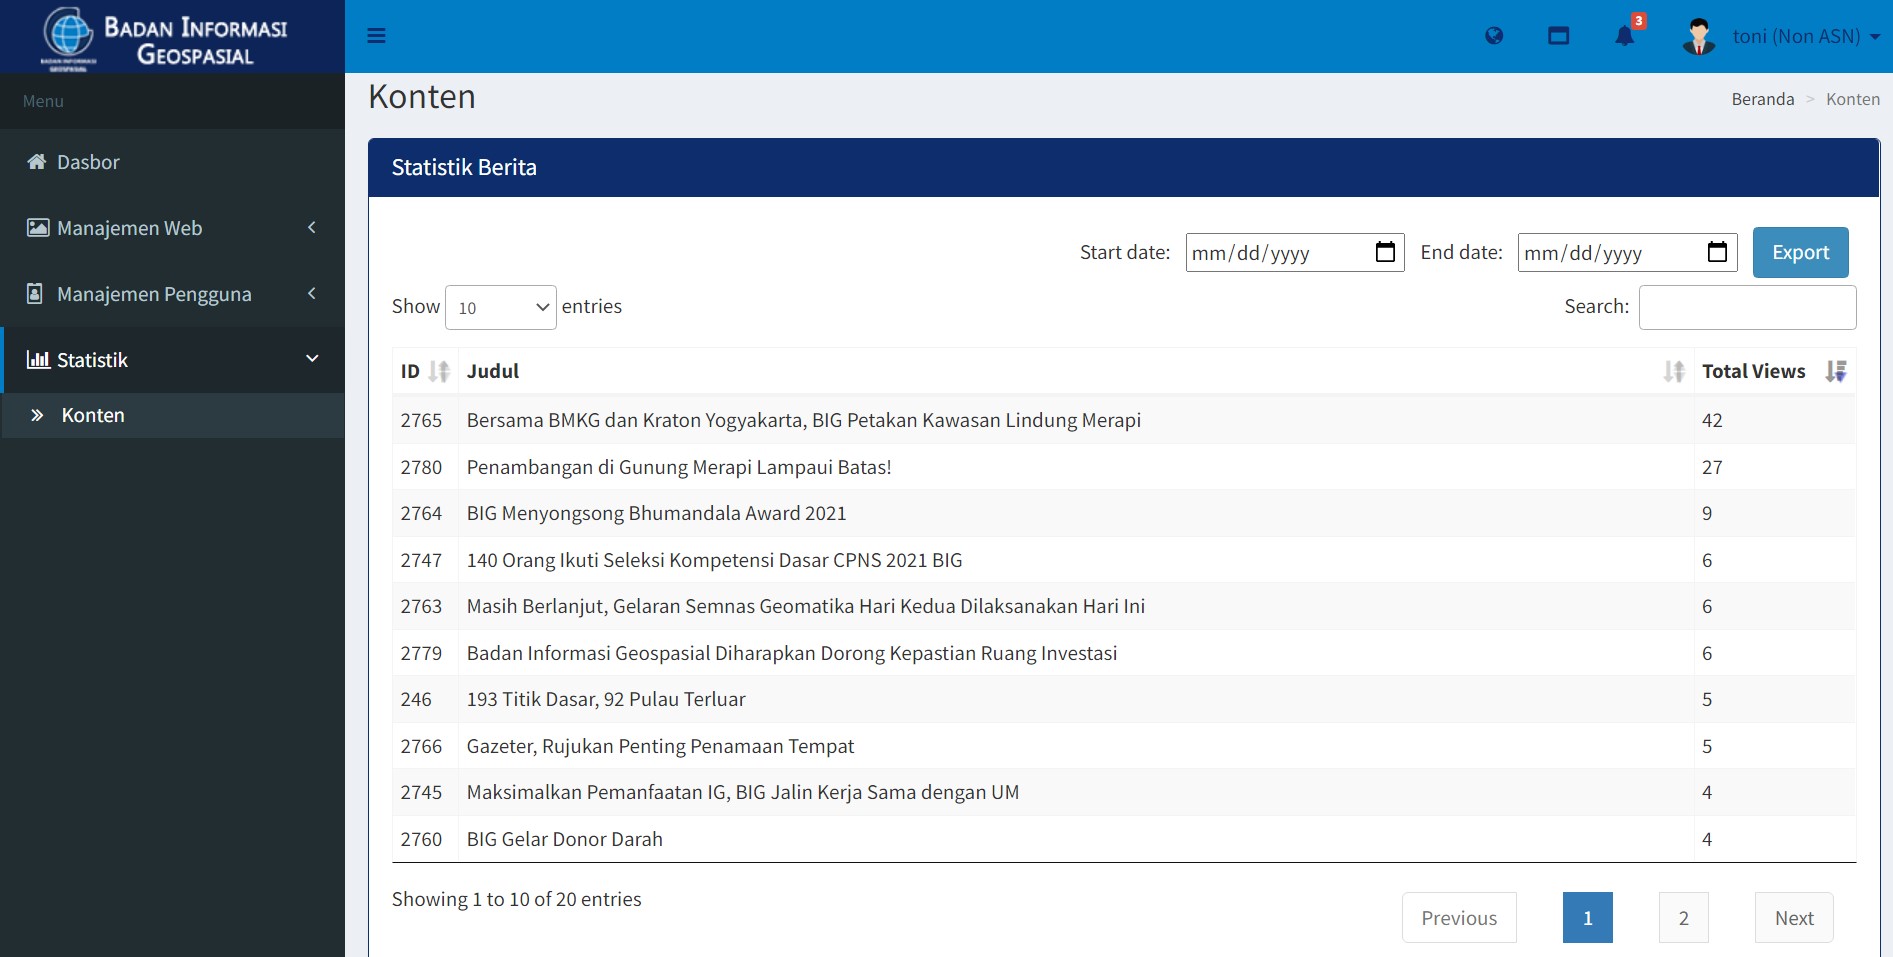 BADAN INFORMASI
GEOSPASIAL
BADAN INFORMASI
GEOSPASIAL
3
toni (Non ASN)
Menu
Dasbor
Manajemen Web
Manajemen Pengguna
Statistik
Konten
Konten
Beranda > Konten
Statistik Berita
Start date: mm/dd/yyyy End date: mm/dd/yyyy Export
Show 10 entries Search:
ID Judul Total Views
2765 Bersama BMKG dan Kraton Yogyakarta, BIG Petakan Kawasan Lindung Merapi 42
2780 Penambangan di Gunung Merapi Lampaui Batas! 27
2764 BIG Menyongsong Bhumandala Award 2021 9
2747 140 Orang Ikuti Seleksi Kompetensi Dasar CPNS 2021 BIG 6
2763 Masih Berlanjut, Gelaran Semnas Geomatika Hari Kedua Dilaksanakan Hari Ini 6
2779 Badan Informasi Geospasial Diharapkan Dorong Kepastian Ruang Investasi 6
246 193 Titik Dasar, 92 Pulau Terluar 5
2766 Gazeter, Rujukan Penting Penamaan Tempat 5
2745 Maksimalkan Pemanfaatan IG, BIG Jalin Kerja Sama dengan UM 4
2760 BIG Gelar Donor Darah 4
Showing 1 to 10 of 20 entries
Previous 1 2 Next